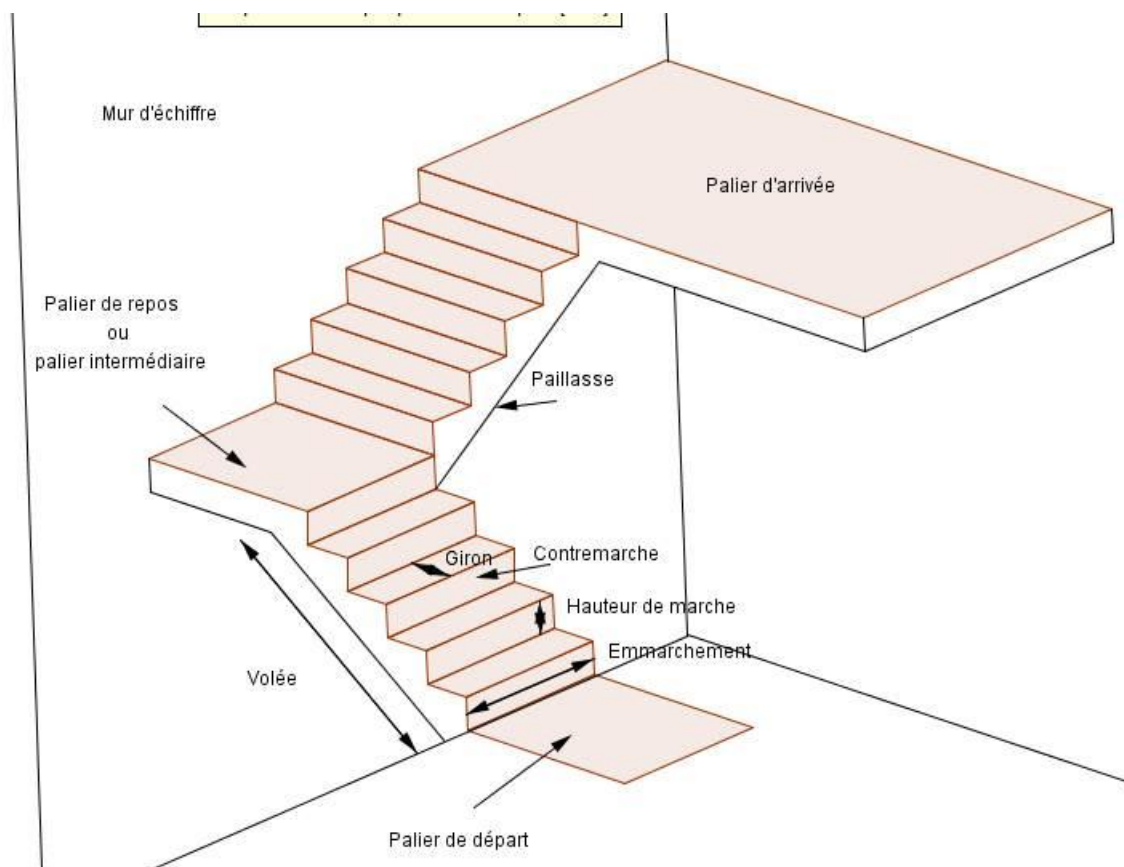 Mur d'échiffre
Palier d'arrivée
Palier de repos
ou
palier intermédiaire
Paillasse
Giron
Contremarche
Hauteur de marche
Emmarchement
Volée
Palier de départ